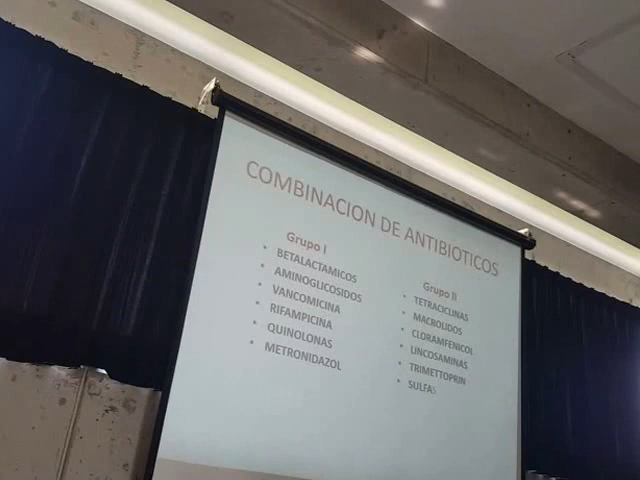 COMBINACION DE ANTIBIOTICOS
Grupo I
• BETALACTAMICOS
• AMINOGLICOSIDOS
• VANCOMICINA
• RIFAMPICINA
• QUINOLONAS
• METRONIDAZOL
Grupo II
• TETRACICLINAS
• MACROLIDOS
• CLORAMFENICOL
• LINCOSAMINAS
• TRIMETTOPRIN
• SULFAS